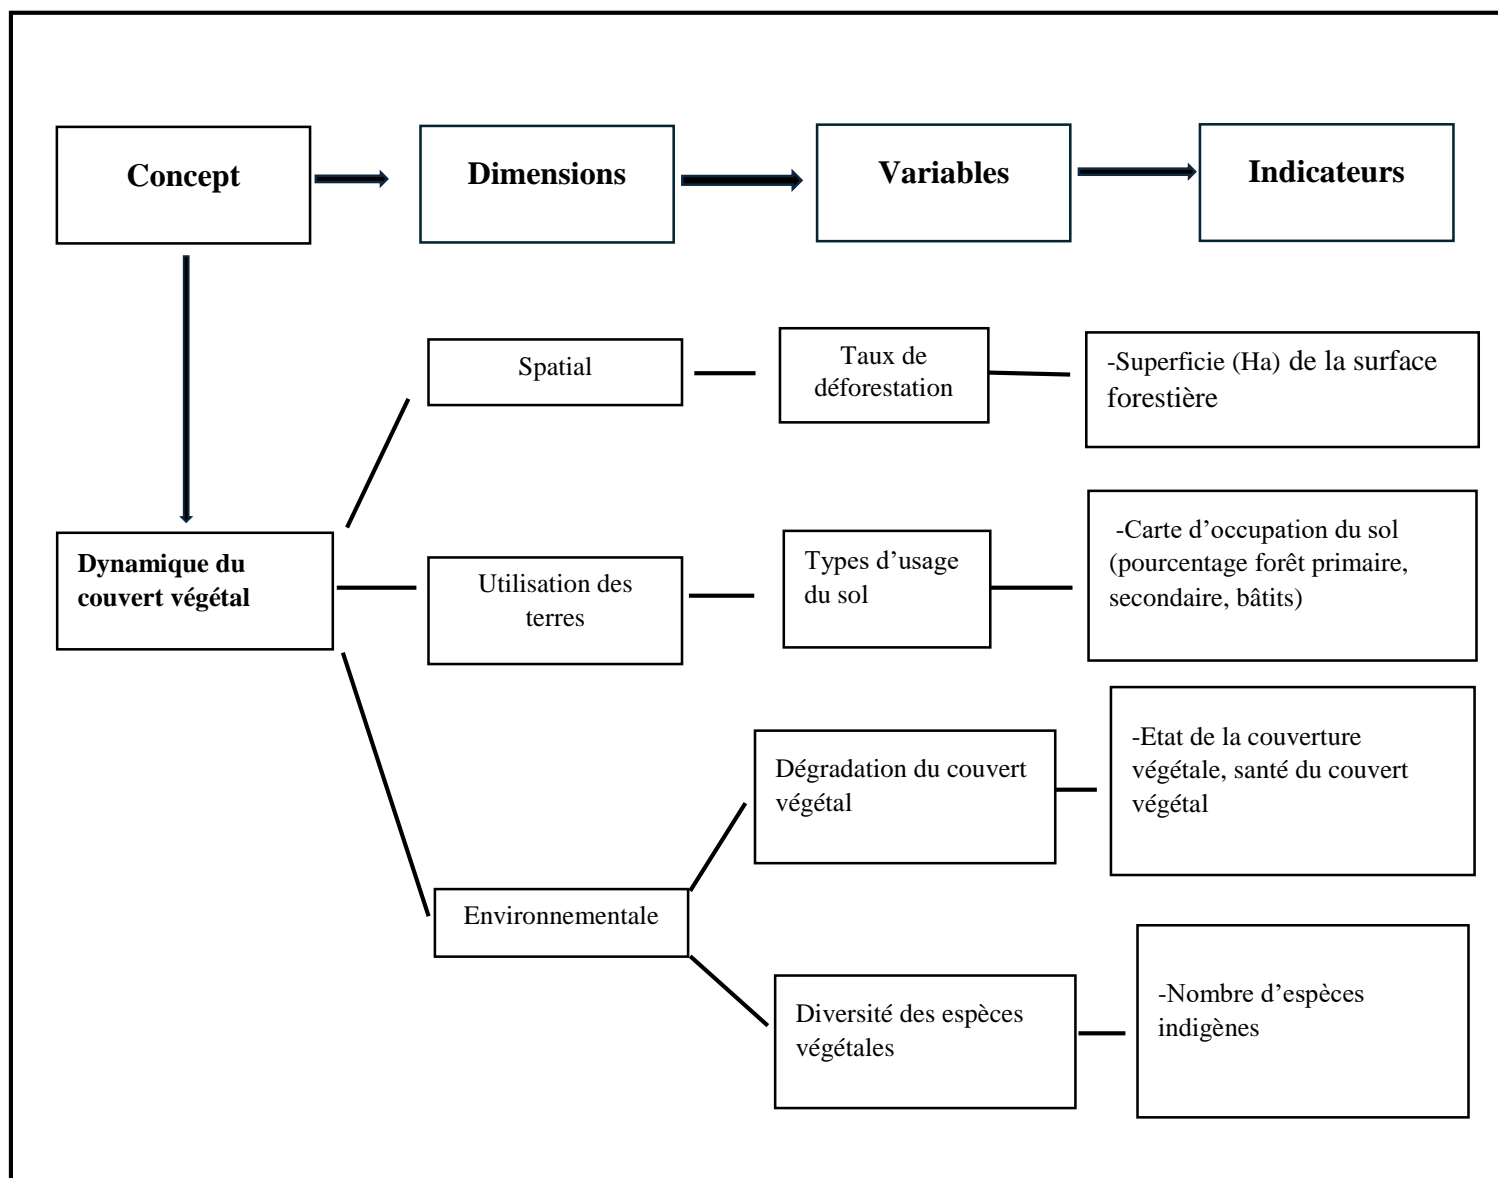 Concept
Dimensions
Variables
Indicateurs
Spatial
Taux de
déforestation
-Superficie (Ha) de la surface
forestière
Dynamique du
couvert végétal
Utilisation des
terres
Types d’usage
du sol
-Carte d’occupation du sol
(pourcentage forêt primaire,
secondaire, bâtits)
Environnementale
Dégradation du couvert
végétal
-Etat de la couverture
végétale, santé du couvert
végétal
Diversité des espèces
végétales
-Nombre d’espèces
indigènes